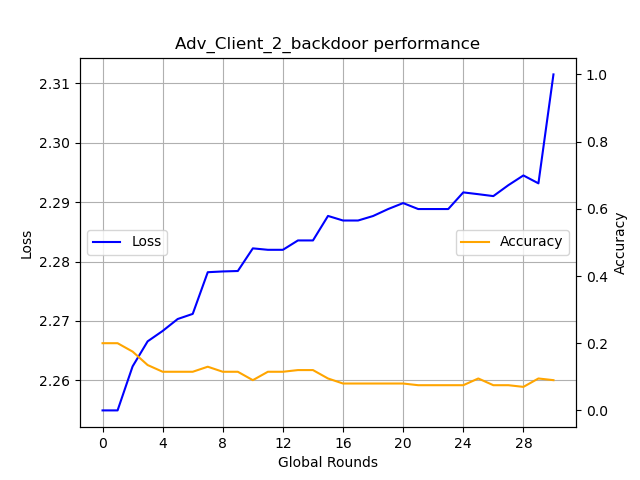 Adv_Client_2_backdoor performance
2.31
2.30
2.29
2.28
2.27
2.26
Loss
Loss
Accuracy
1.0
0.8
0.6
0.4
0.2
0.0
Accuracy
0 4 8 12 16 20 24 28
Global Rounds